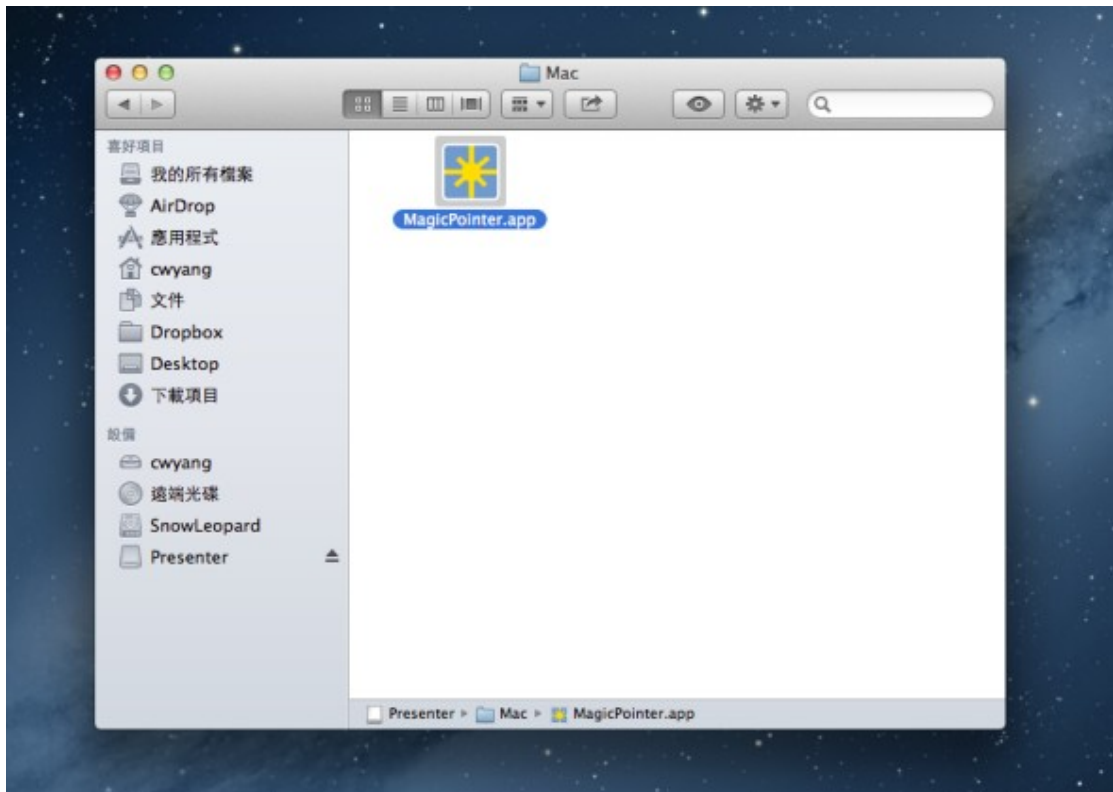 Mac
喜好項目
我的所有檔案
AirDrop
應用程式
cwyang
文件
Dropbox
Desktop
下載項目
設備
cwyang
遠端光碟
SnowLeopard
Presenter
MagicPointer.app
Presenter ▸ Mac ▸ MagicPointer.app